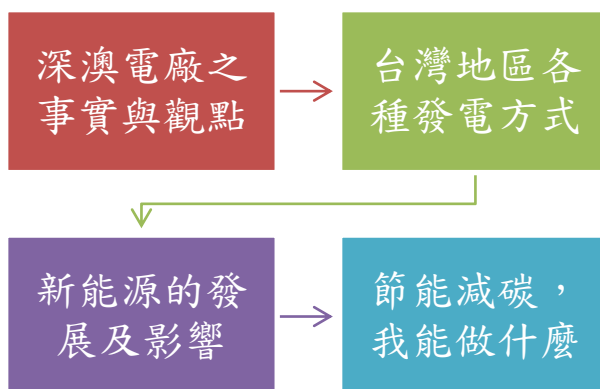 深澳電廠之
事實與觀點
台灣地區各
種發電方式
新能源的發
展及影響
節能減碳，
我能做什麼